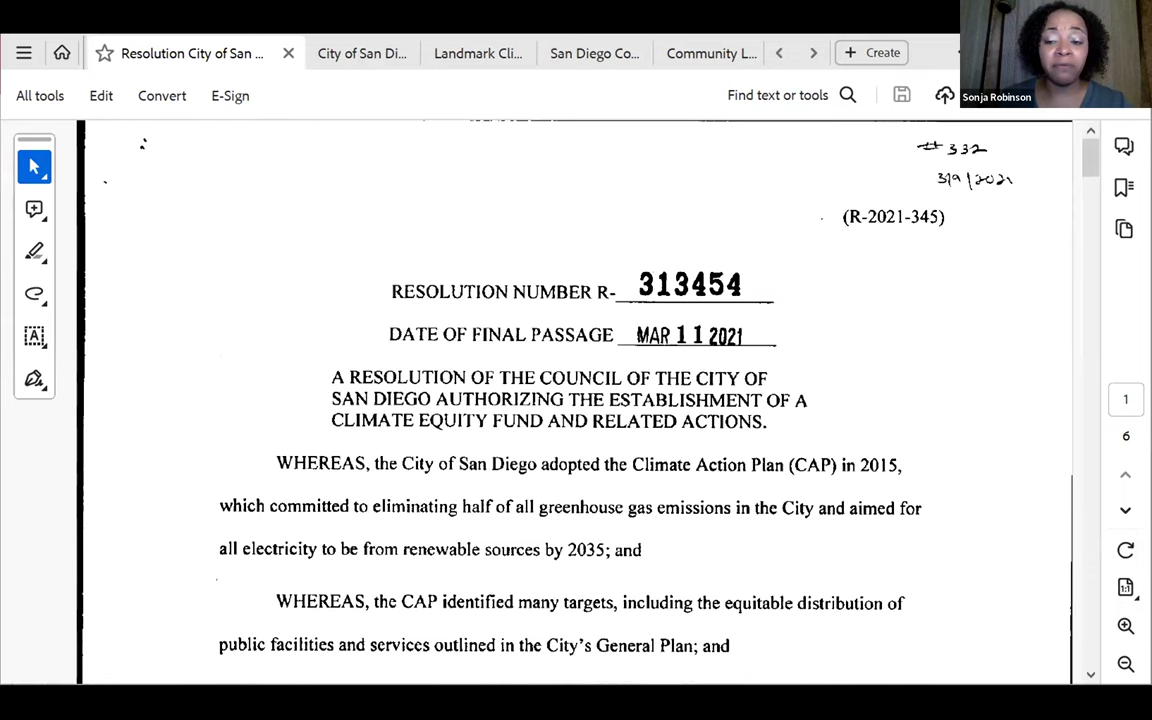 Resolution City of San ...
City of San Di...
Landmark Cli...
San Diego Co...
Community L...
Create
All tools
Edit
Convert
E-Sign
Find text or tools
Sonja Robinson
#332
3/9/2021
(R-2021-345)
RESOLUTION NUMBER R- 313454
DATE OF FINAL PASSAGE MAR 11 2021
A RESOLUTION OF THE COUNCIL OF THE CITY OF
SAN DIEGO AUTHORIZING THE ESTABLISHMENT OF A
CLIMATE EQUITY FUND AND RELATED ACTIONS.
WHEREAS, the City of San Diego adopted the Climate Action Plan (CAP) in 2015,
which committed to eliminating half of all greenhouse gas emissions in the City and aimed for
all electricity to be from renewable sources by 2035; and
WHEREAS, the CAP identified many targets, including the equitable distribution of
public facilities and services outlined in the City's General Plan; and
1
6